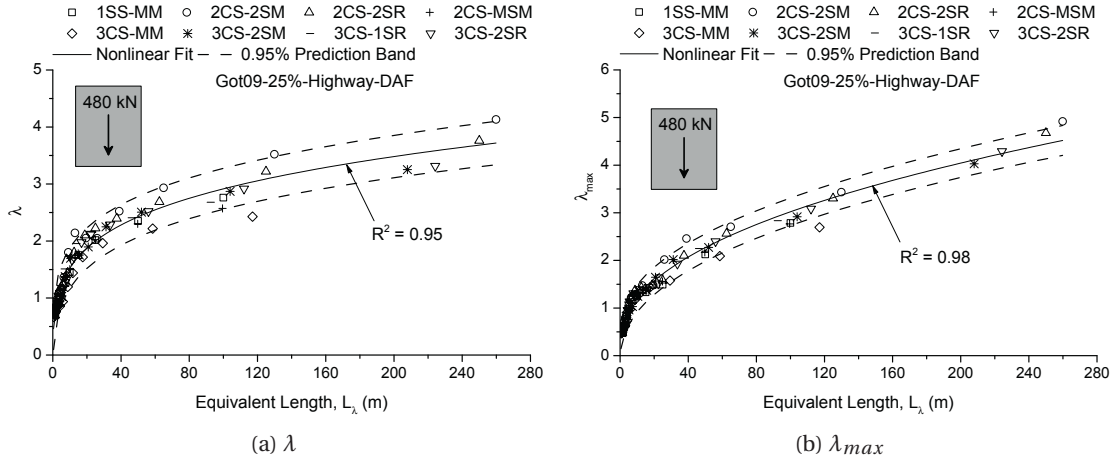 1SS-MM 2CS-2SM 2CS-2SR 2CS-MSM
3CS-MM 3CS-2SM 3CS-1SR 3CS-2SR
Nonlinear Fit 0.95% Prediction Band
Got09-25%-Highway-DAF
480 kN
R² = 0.95
λ
5
4
3
2
1
0
0 40 80 120 160 200 240 280
Equivalent Length, L_λ (m)
(a) λ
1SS-MM 2CS-2SM 2CS-2SR 2CS-MSM
3CS-MM 3CS-2SM 3CS-1SR 3CS-2SR
Nonlinear Fit 0.95% Prediction Band
Got09-25%-Highway-DAF
480 kN
R² = 0.98
λ_max
6
5
4
3
2
1
0
0 40 80 120 160 200 240 280
Equivalent Length, L_λ (m)
(b) λ_max